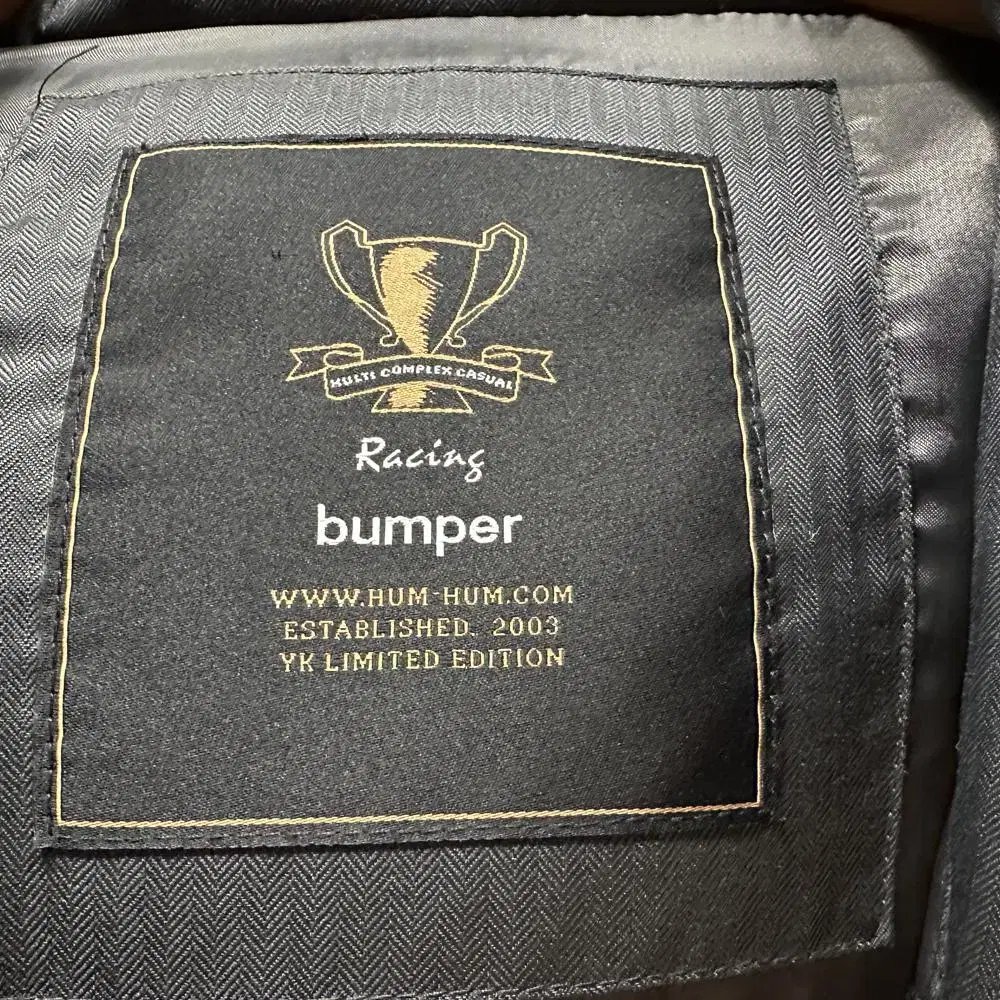 MULTI COMPLEX CASUAL
Racing
bumper
WWW.HUM-HUM.COM
ESTABLISHED. 2003
YK LIMITED EDITION